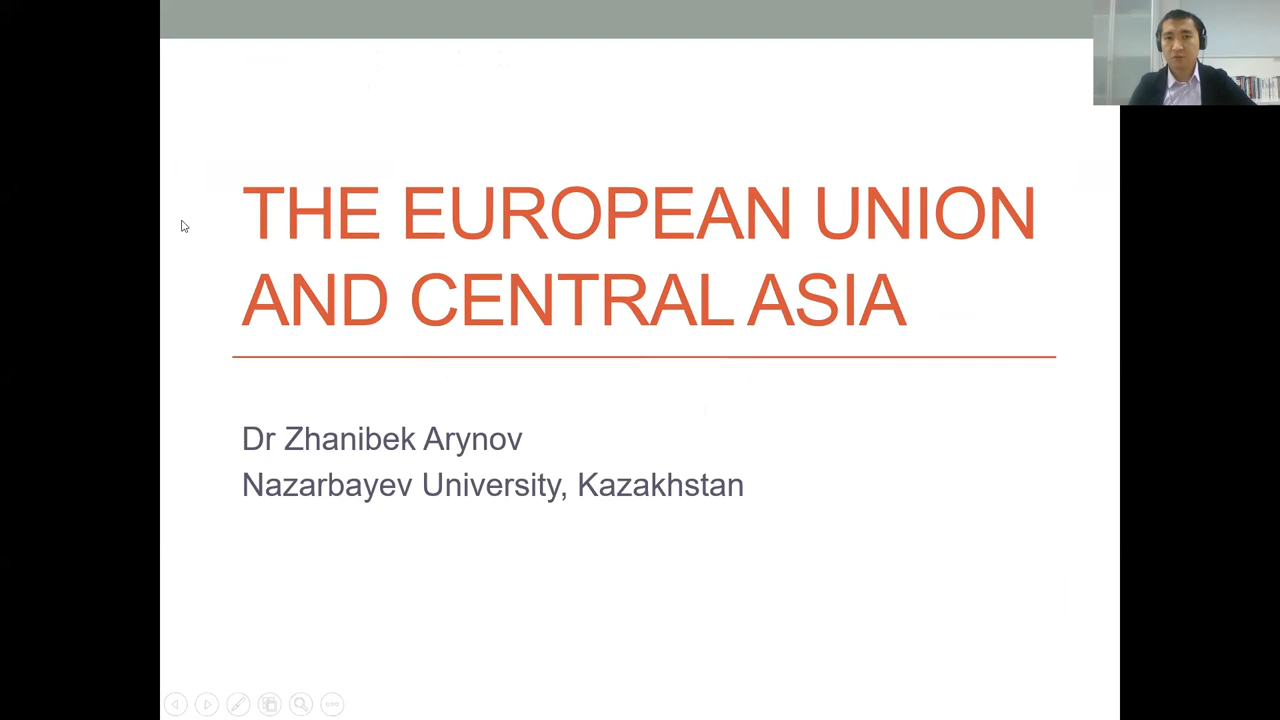 THE EUROPEAN UNION
AND CENTRAL ASIA
Dr Zhanibek Arynov
Nazarbayev University, Kazakhstan